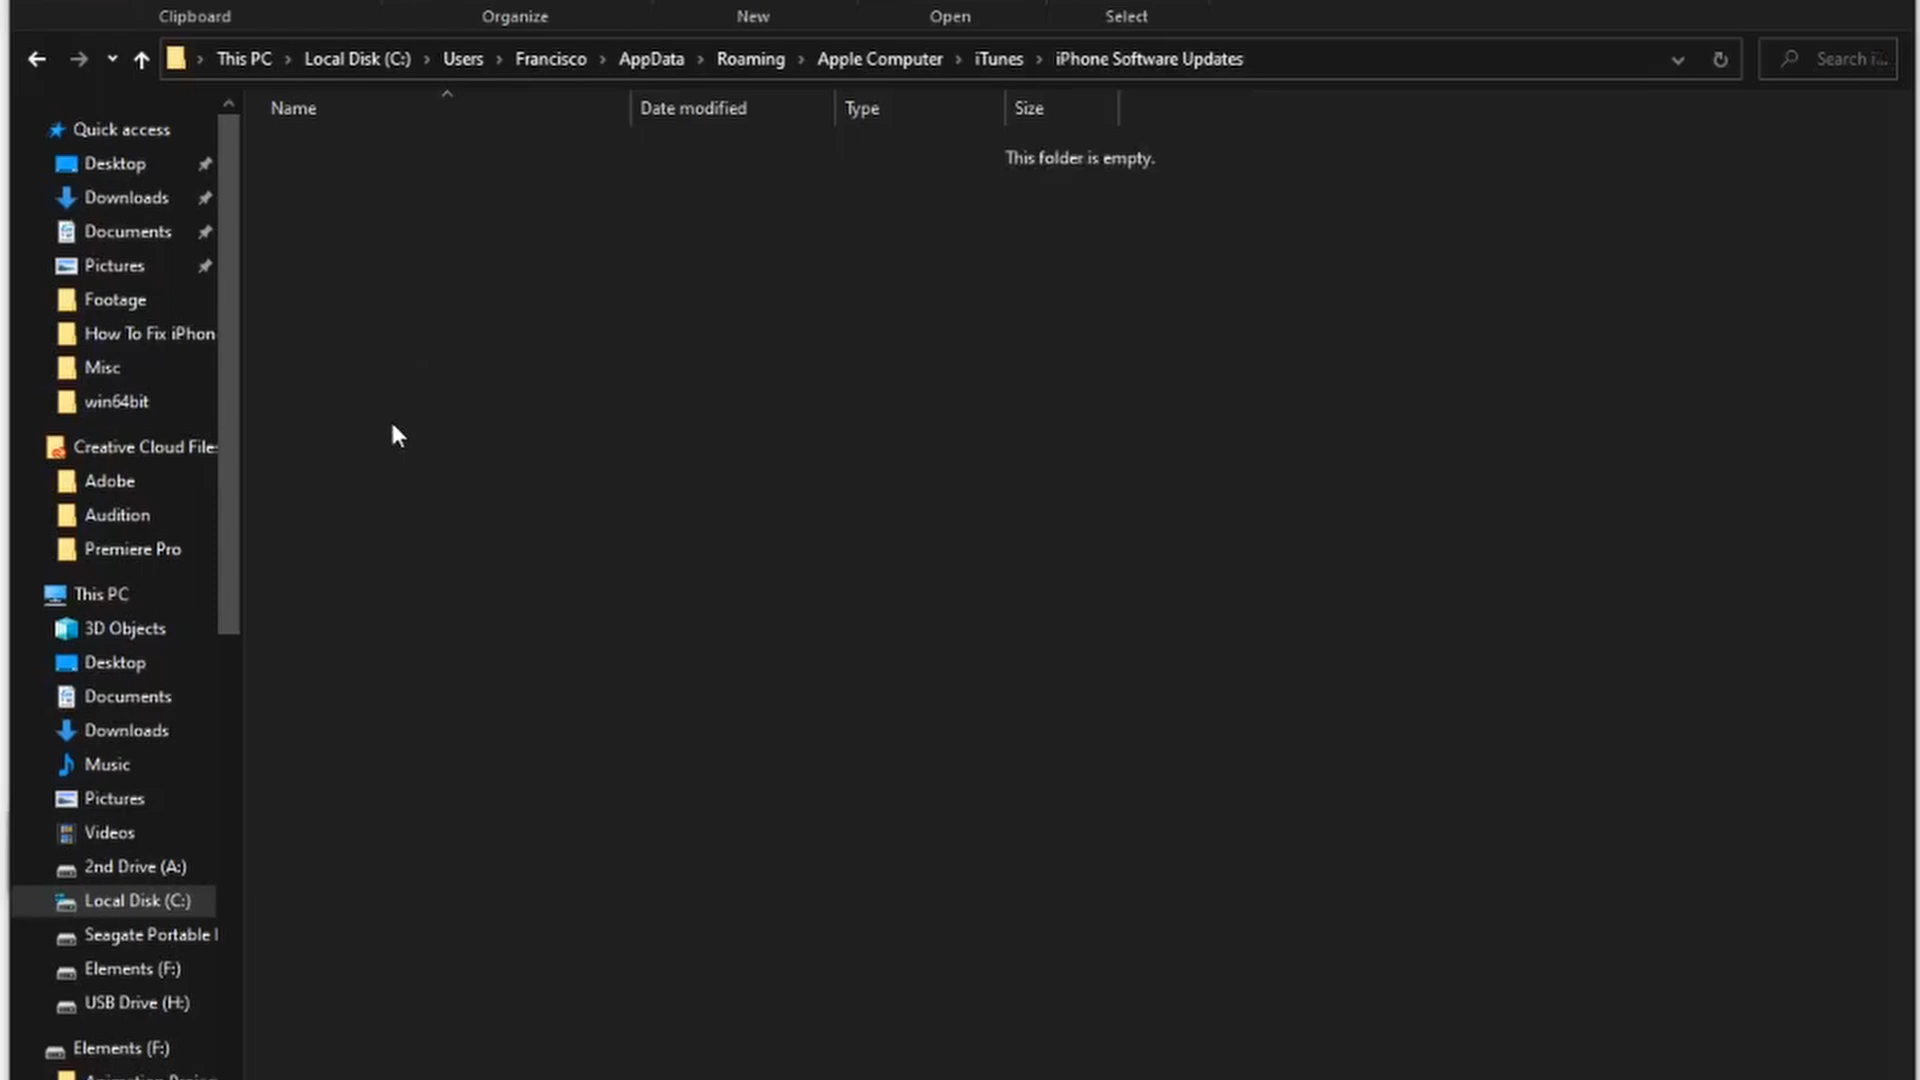 Clipboard Organize New Open Select
This PC Local Disk (C:) Users Francisco AppData Roaming Apple Computer iTunes iPhone Software Updates Search i...
Name Date modified Type Size
This folder is empty.
Quick access
Desktop
Downloads
Documents
Pictures
Footage
How To Fix iPhon
Misc
win64bit
Creative Cloud Files
Adobe
Audition
Premiere Pro
This PC
3D Objects
Desktop
Documents
Downloads
Music
Pictures
Videos
2nd Drive (A:)
Local Disk (C:)
Seagate Portable
Elements (F:)
USB Drive (H:)
Elements (F:)